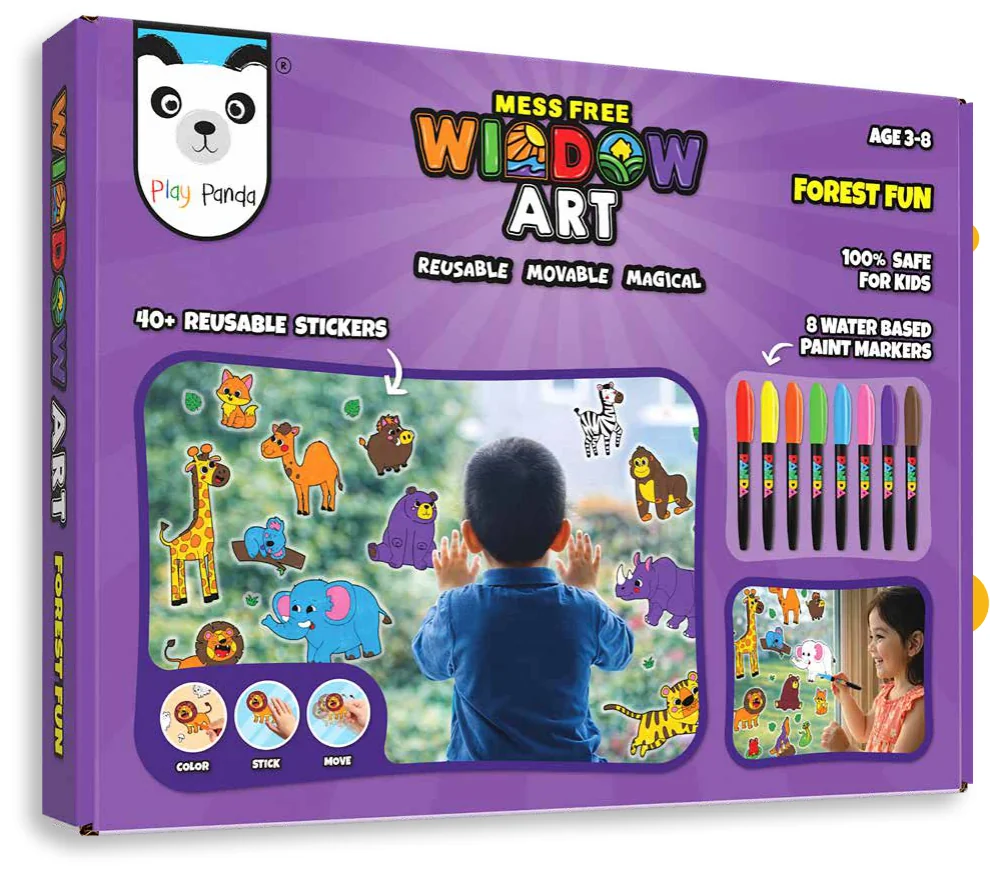 Play Panda
®
MESS FREE
WINDOW
ART
REUSABLE MOVABLE MAGICAL
AGE 3-8
FOREST FUN
100% SAFE
FOR KIDS
40+ REUSABLE STICKERS
8 WATER BASED
PAINT MARKERS
PANDA
PANDA
PANDA
PANDA
PANDA
PANDA
PANDA
PANDA
COLOR
STICK
MOVE
WINDOW ART FOREST FUN